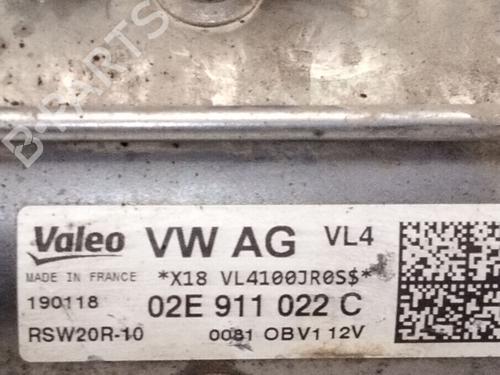 B-PARTS
Valeo VW AG VL4
MADE IN FRANCE *X18 VL4100JR0S$*
190118 02E 911 022 C
RSW20R-10 0081 OBV1 12V